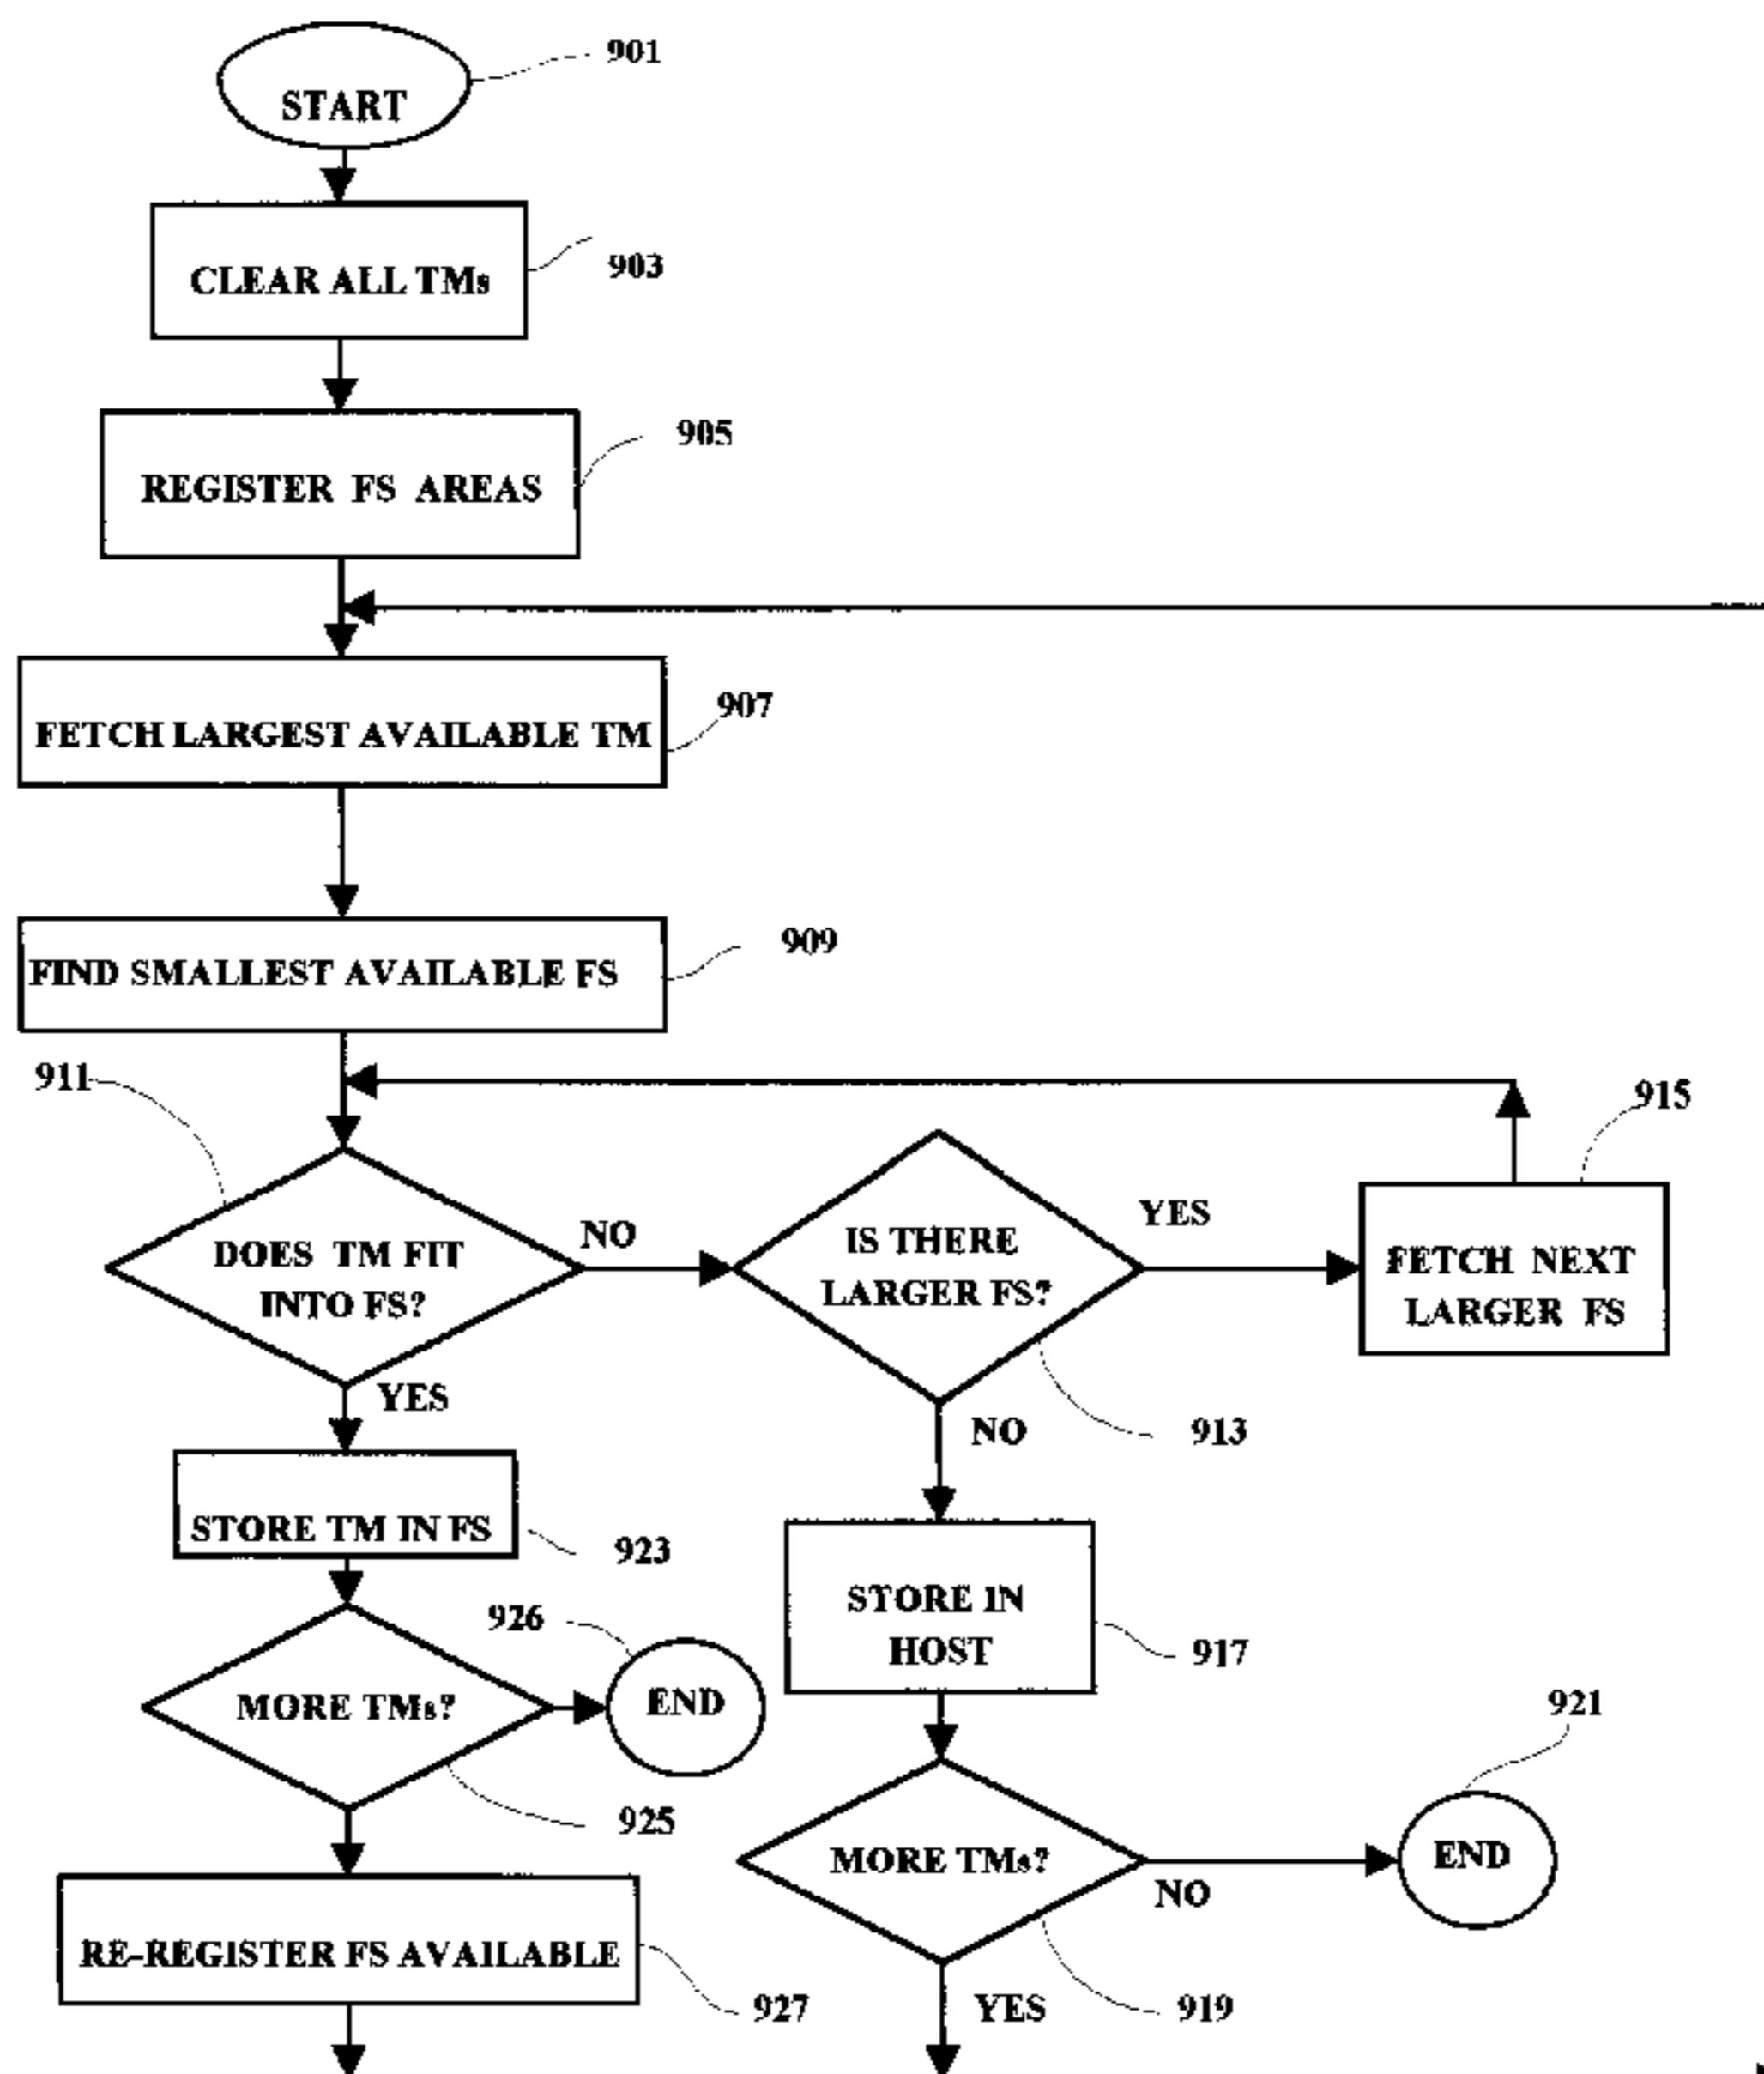 901
START
CLEAR ALL TMs
903
REGISTER FS AREAS
905
FETCH LARGEST AVAILABLE TM
907
FIND SMALLEST AVAILABLE FS
909
911
915
DOES TM FIT
INTO FS?
NO
IS THERE
LARGER FS?
YES
FETCH NEXT
LARGER FS
YES
NO
913
STORE TM IN FS
923
STORE IN
HOST
917
926
MORE TMs?
END
925
921
MORE TMs?
NO
END
RE-REGISTER FS AVAILABLE
927
YES
919